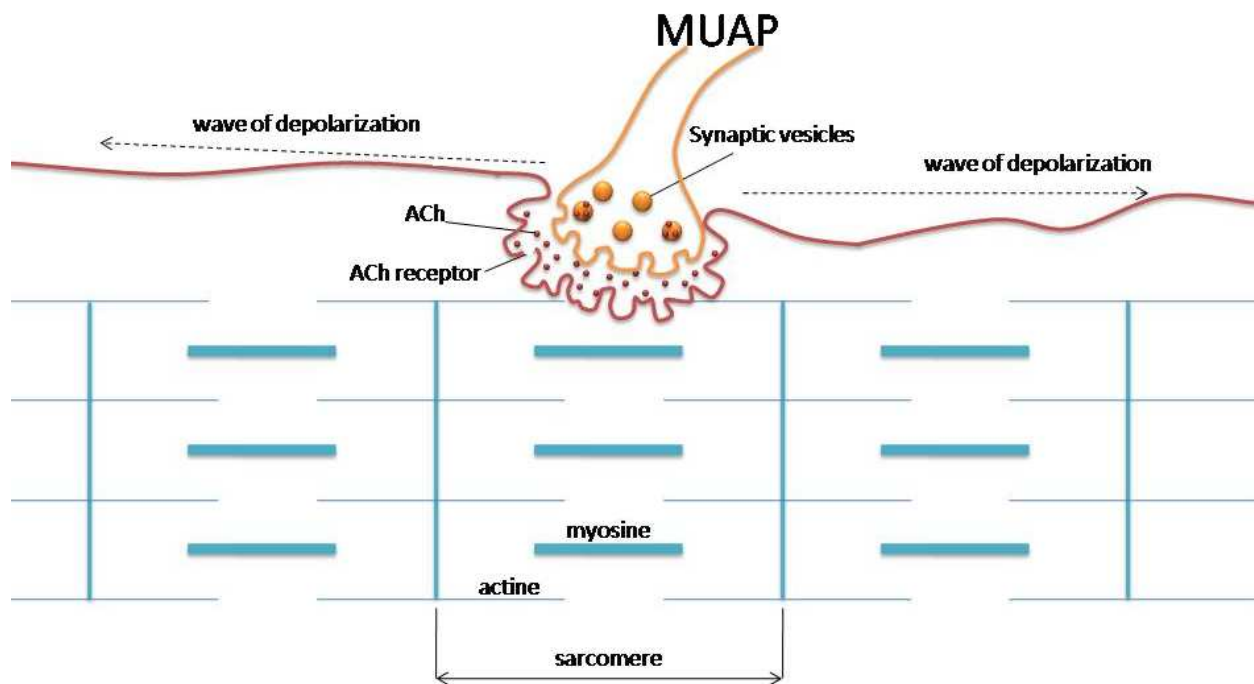 MUAP
wave of depolarization
Synaptic vesicles
wave of depolarization
ACh
ACh receptor
myosine
actine
sarcomere